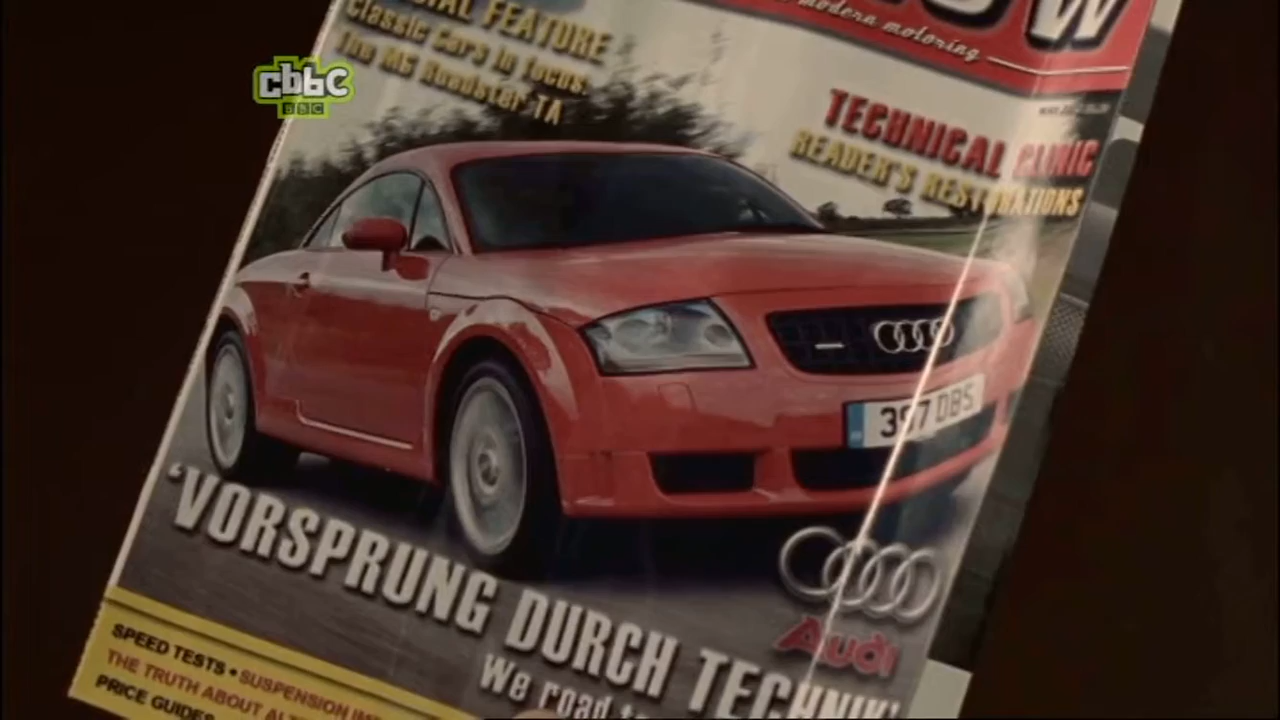 FEATURE
Classic Cars in focus:
The MG Roadster TA
modern motoring
cbbc
BBC
TECHNICAL CLINIC
READER'S RESTORATIONS
397 DBS
'VORSPRUNG DURCH TECHNIK'
We road
Audi
SPEED TESTS • SUSPENSION
THE TRUTH ABOUT
PRICE GUIDES